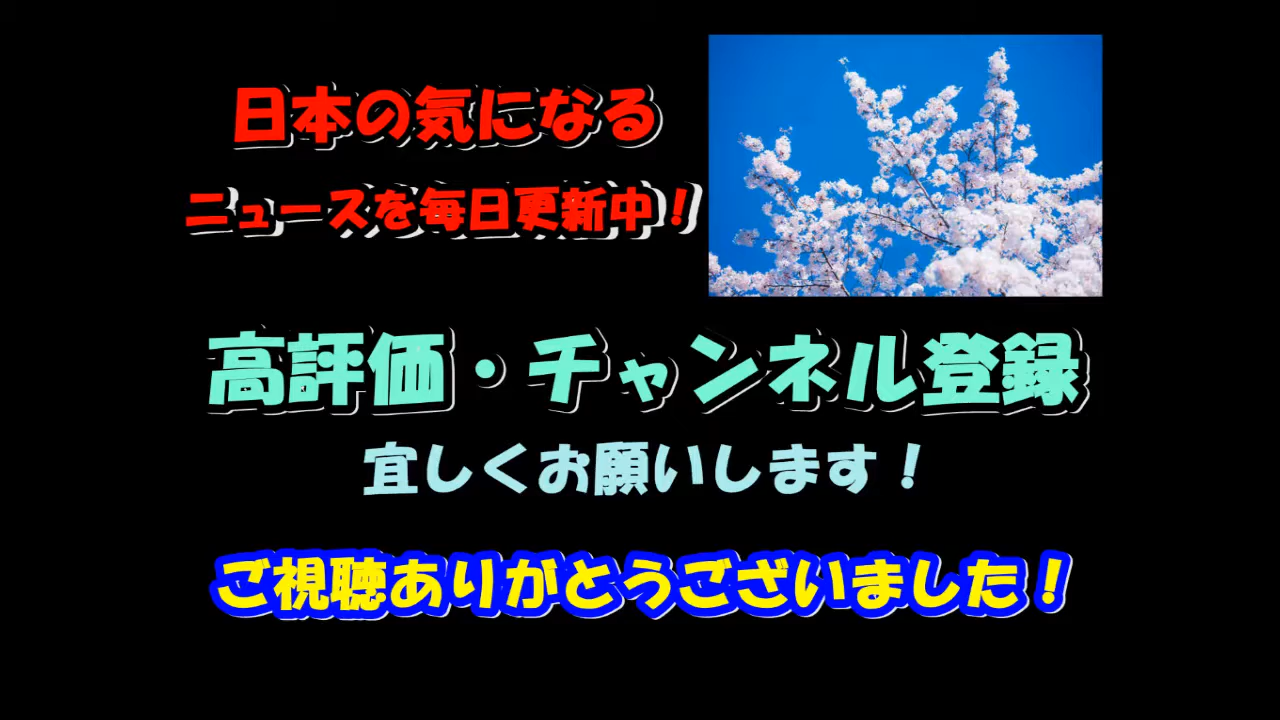 日本の気になる
ニュースを毎日更新中！
高評価・チャンネル登録
宜しくお願いします！
ご視聴ありがとうございました！